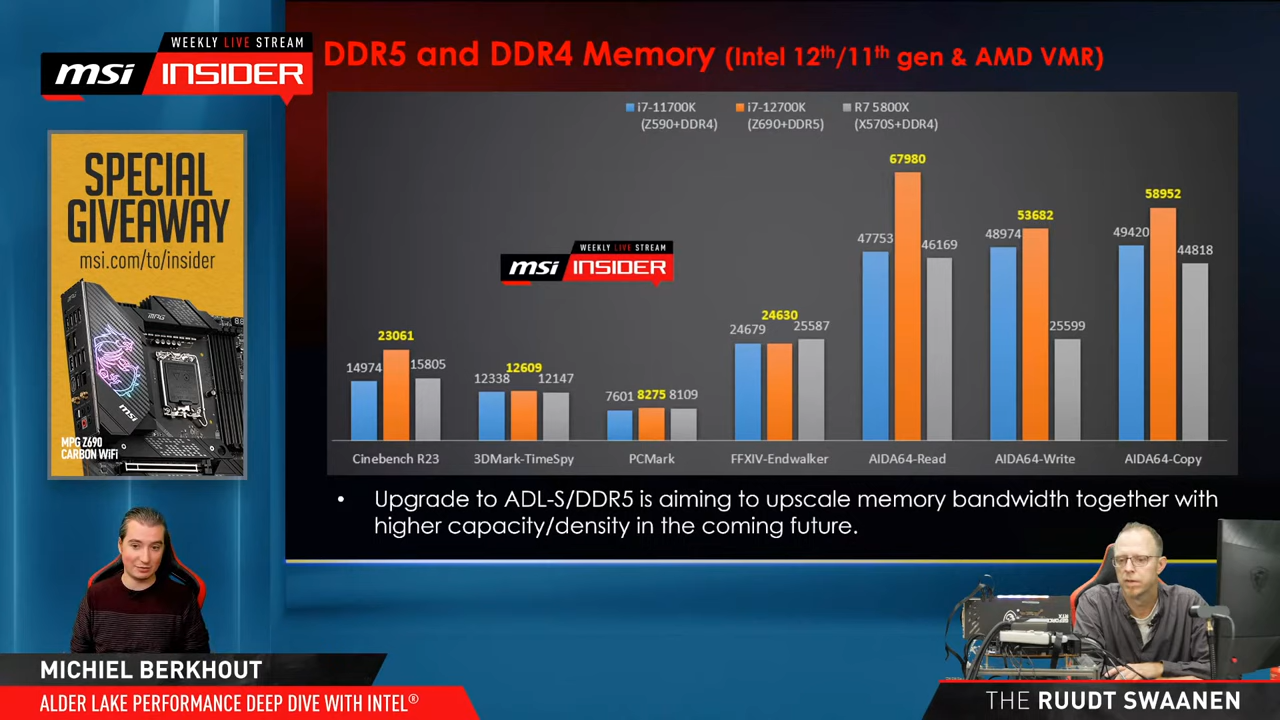 WEEKLY LIVE STREAM
msi INSIDER
DDR5 and DDR4 Memory (Intel 12th/11th gen & AMD VMR)
SPECIAL
GIVEAWAY
msi.com/to/insider
MPG
msi
MPG Z690
CARBON WiFi
i7-11700K
(Z590+DDR4)
i7-12700K
(Z690+DDR5)
R7 5800X
(X570S+DDR4)
WEEKLY LIVE STREAM
msi INSIDER
14974 23061 15805
12338 12609 12147
7601 8275 8109
24679 24630 25587
47753 67980 46169
48974 53682 25599
49420 58952 44818
Cinebench R23 3DMark-TimeSpy PCMark FFXIV-Endwalker AIDA64-Read AIDA64-Write AIDA64-Copy
• Upgrade to ADL-S/DDR5 is aiming to upscale memory bandwidth together with
higher capacity/density in the coming future.
GEFORCE RTX
MICHIEL BERKHOUT
ALDER LAKE PERFORMANCE DEEP DIVE WITH INTEL®
THE RUUDT SWAANEN